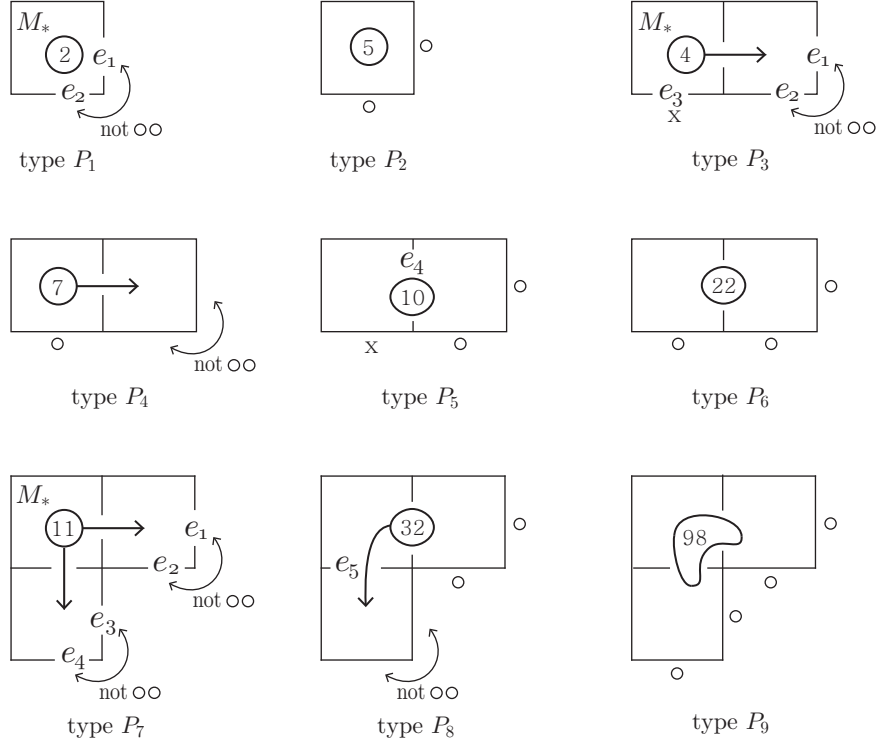 M* 2 e₁
e₂
not ○○
type P₁
5 ○
○
type P₂
M* 4 e₁
e₃ e₂
x
not ○○
type P₃
7
○
not ○○
type P₄
e₄
10 ○
x ○
type P₅
22 ○
○ ○
type P₆
M* 11 e₁
e₂
not ○○
e₃
e₄
not ○○
type P₇
32 ○
e₅
○
not ○○
type P₈
98 ○
○
○
○
type P₉